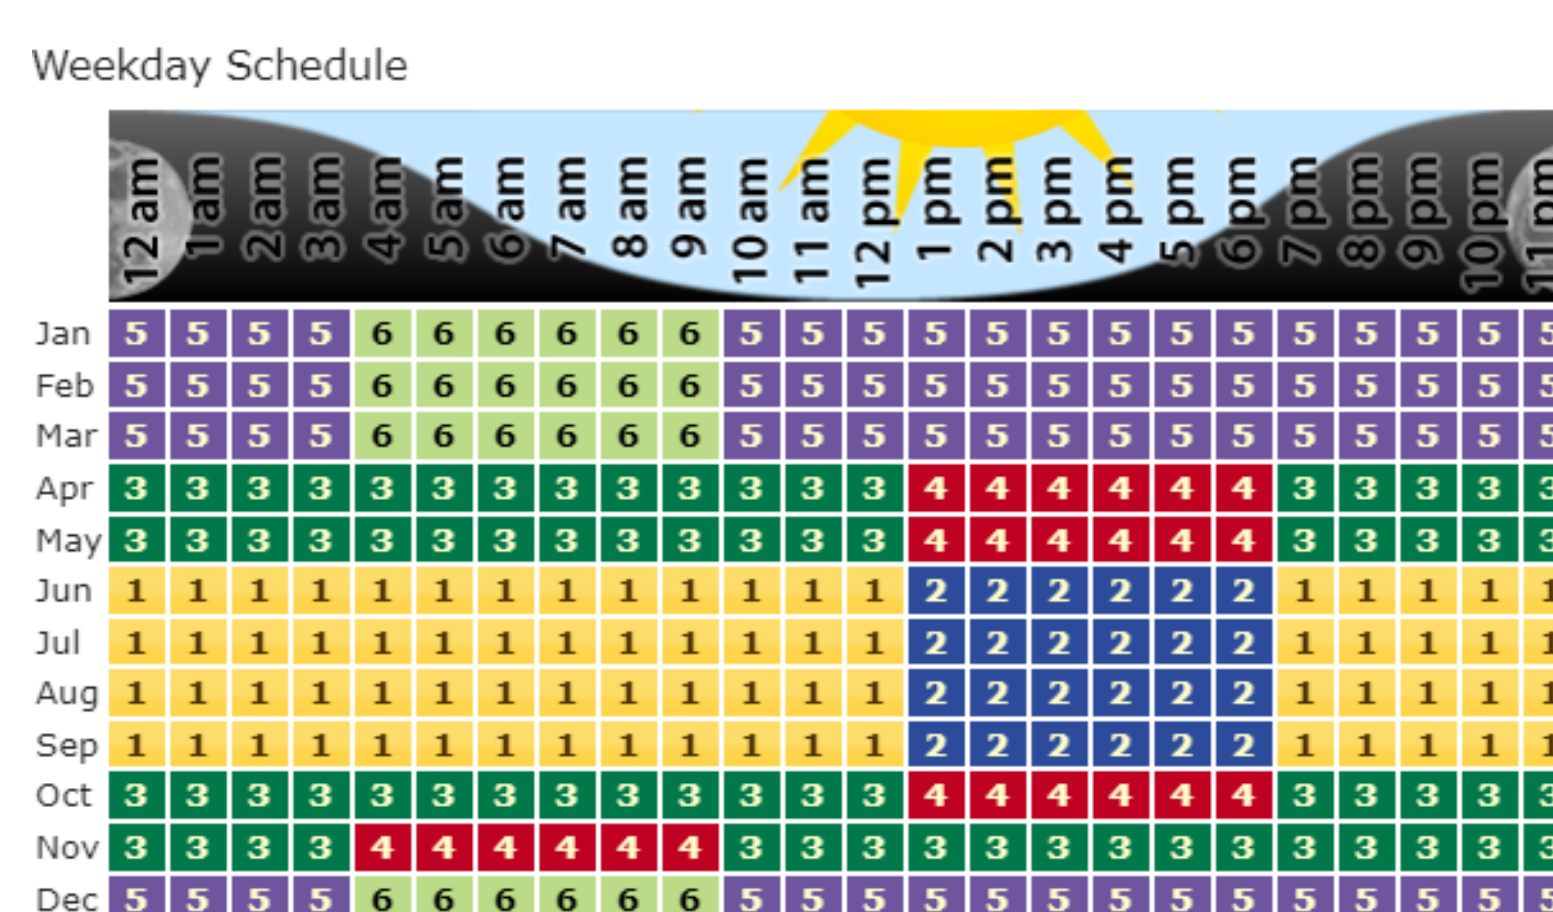 Weekday Schedule
12 am 1 am 2 am 3 am 4 am 5 am 6 am 7 am 8 am 9 am 10 am 11 am 12 pm 1 pm 2 pm 3 pm 4 pm 5 pm 6 pm 7 pm 8 pm 9 pm 10 pm 11 pm
Jan 5 5 5 5 6 6 6 6 6 6 5 5 5 5 5 5 5 5 5 5 5 5 5 5
Feb 5 5 5 5 6 6 6 6 6 6 5 5 5 5 5 5 5 5 5 5 5 5 5 5
Mar 5 5 5 5 6 6 6 6 6 6 5 5 5 5 5 5 5 5 5 5 5 5 5 5
Apr 3 3 3 3 3 3 3 3 3 3 3 3 3 4 4 4 4 4 4 3 3 3 3 3
May 3 3 3 3 3 3 3 3 3 3 3 3 3 4 4 4 4 4 4 3 3 3 3 3
Jun 1 1 1 1 1 1 1 1 1 1 1 1 1 2 2 2 2 2 2 1 1 1 1 1
Jul 1 1 1 1 1 1 1 1 1 1 1 1 1 2 2 2 2 2 2 1 1 1 1 1
Aug 1 1 1 1 1 1 1 1 1 1 1 1 1 2 2 2 2 2 2 1 1 1 1 1
Sep 1 1 1 1 1 1 1 1 1 1 1 1 1 2 2 2 2 2 2 1 1 1 1 1
Oct 3 3 3 3 3 3 3 3 3 3 3 3 3 4 4 4 4 4 4 3 3 3 3 3
Nov 3 3 3 3 4 4 4 4 4 4 3 3 3 3 3 3 3 3 3 3 3 3 3 3
Dec 5 5 5 5 6 6 6 6 6 6 5 5 5 5 5 5 5 5 5 5 5 5 5 5